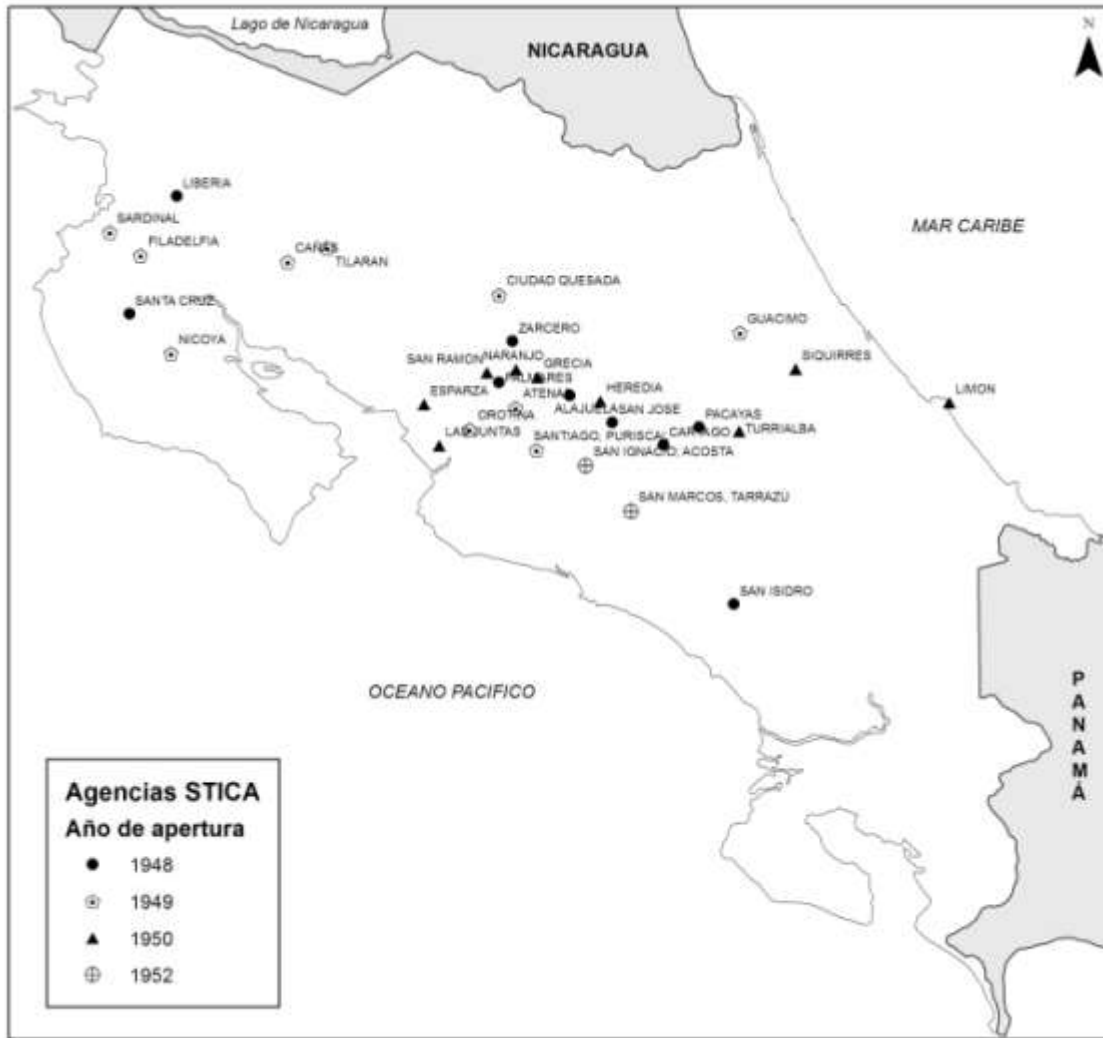 Lago de Nicaragua
NICARAGUA
N
LIBERIA
SARDINAL
FILADELFIA
MAR CARIBE
CAÑAS
TILARAN
CIUDAD QUESADA
SANTA CRUZ
GUACIMO
ZARCERO
NICOYA
SAN RAMON
NARANJO
GRECIA
SIQUIRRES
PALMARES
ESPARZA
ATENAS
HEREDIA
LIMON
OROTINA
ALAJUELA
SAN JOSE
PACAYAS
LAS JUNTAS
SANTIAGO, PURISCAL
CARTAGO
TURRIALBA
SAN IGNACIO, ACOSTA
SAN MARCOS, TARRAZÚ
SAN ISIDRO
OCEANO PACIFICO
PANAMÁ
Agencias STICA
Año de apertura
1948
1949
1950
1952